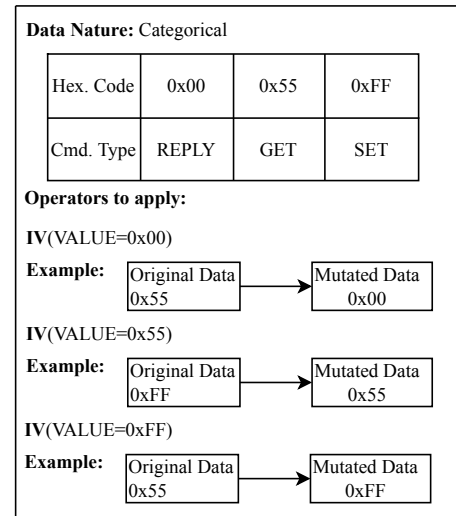 Data Nature: Categorical
Hex. Code 0x00 0x55 0xFF
Cmd. Type REPLY GET SET
Operators to apply:
IV(VALUE=0x00)
Example: Original Data Mutated Data
0x55 0x00
IV(VALUE=0x55)
Example: Original Data Mutated Data
0xFF 0x55
IV(VALUE=0xFF)
Example: Original Data Mutated Data
0x55 0xFF